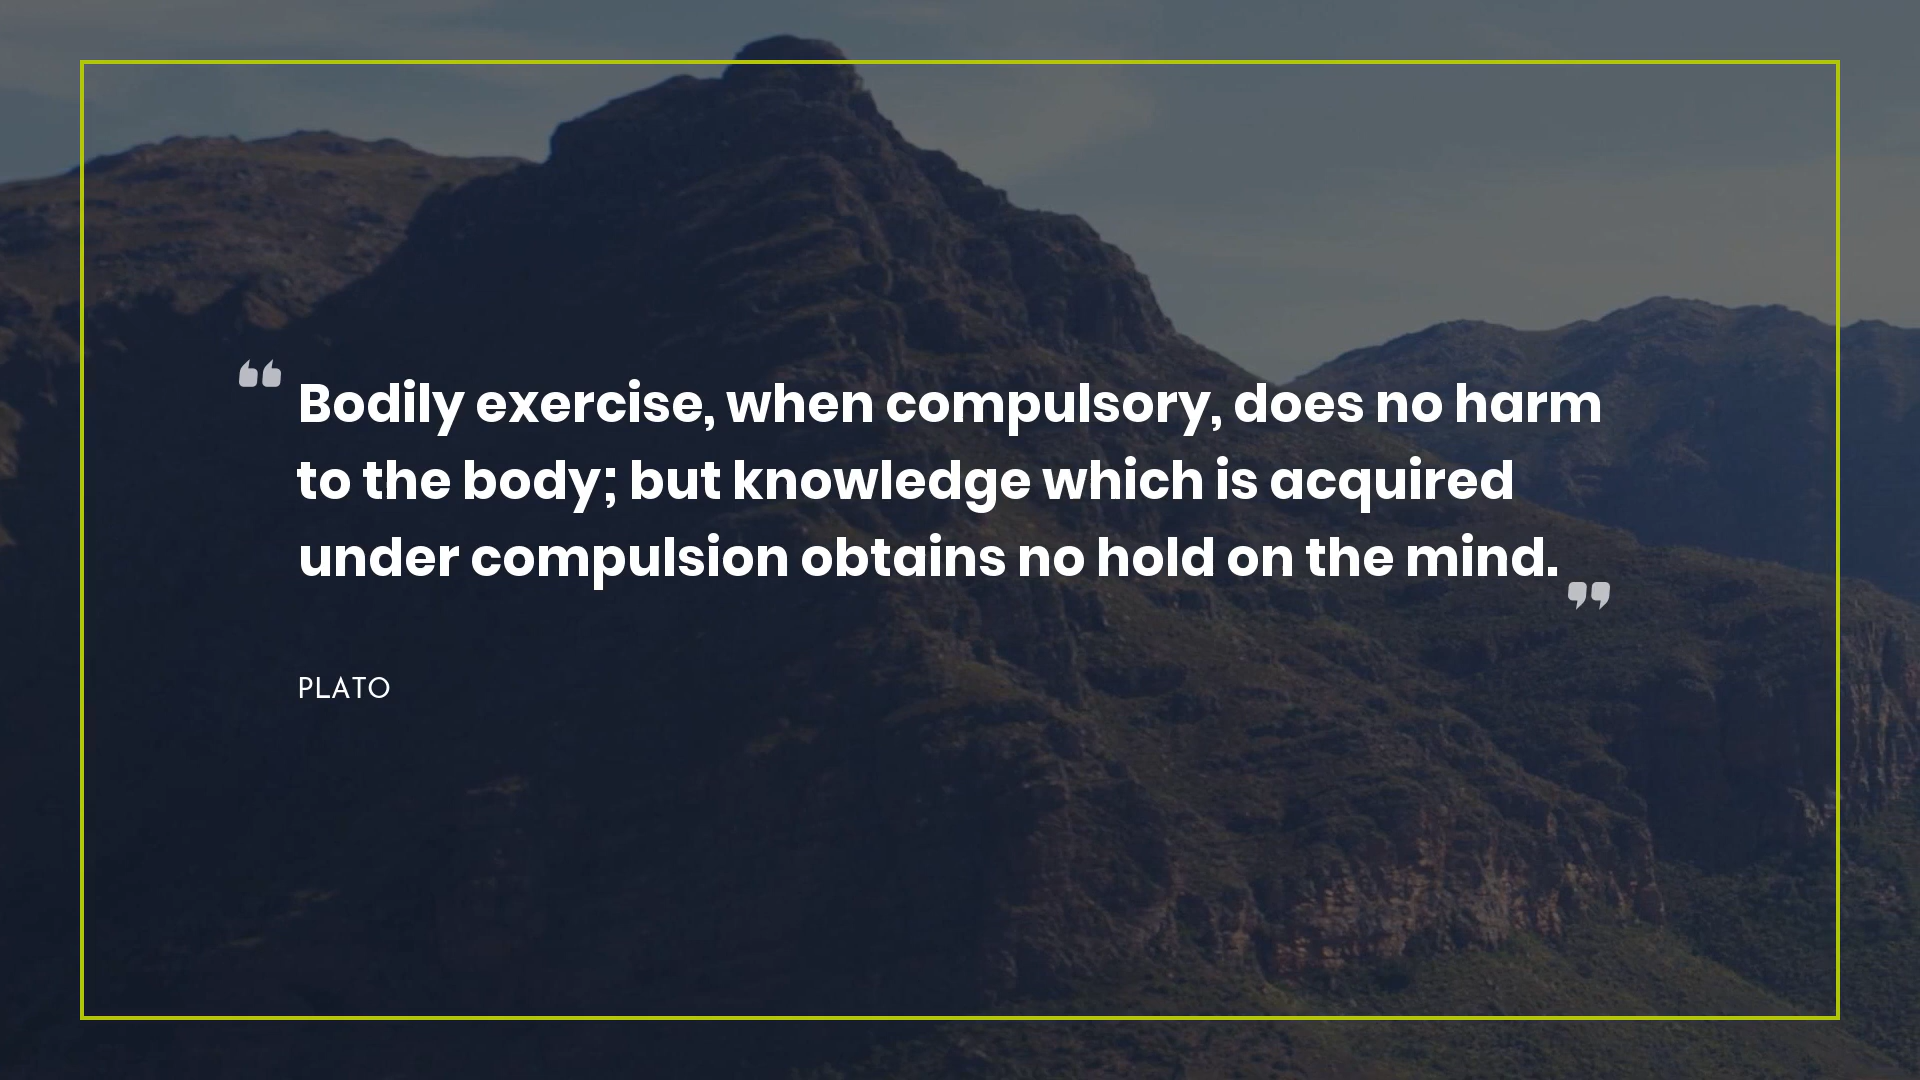 “Bodily exercise, when compulsory, does no harm
to the body; but knowledge which is acquired
under compulsion obtains no hold on the mind.”
PLATO